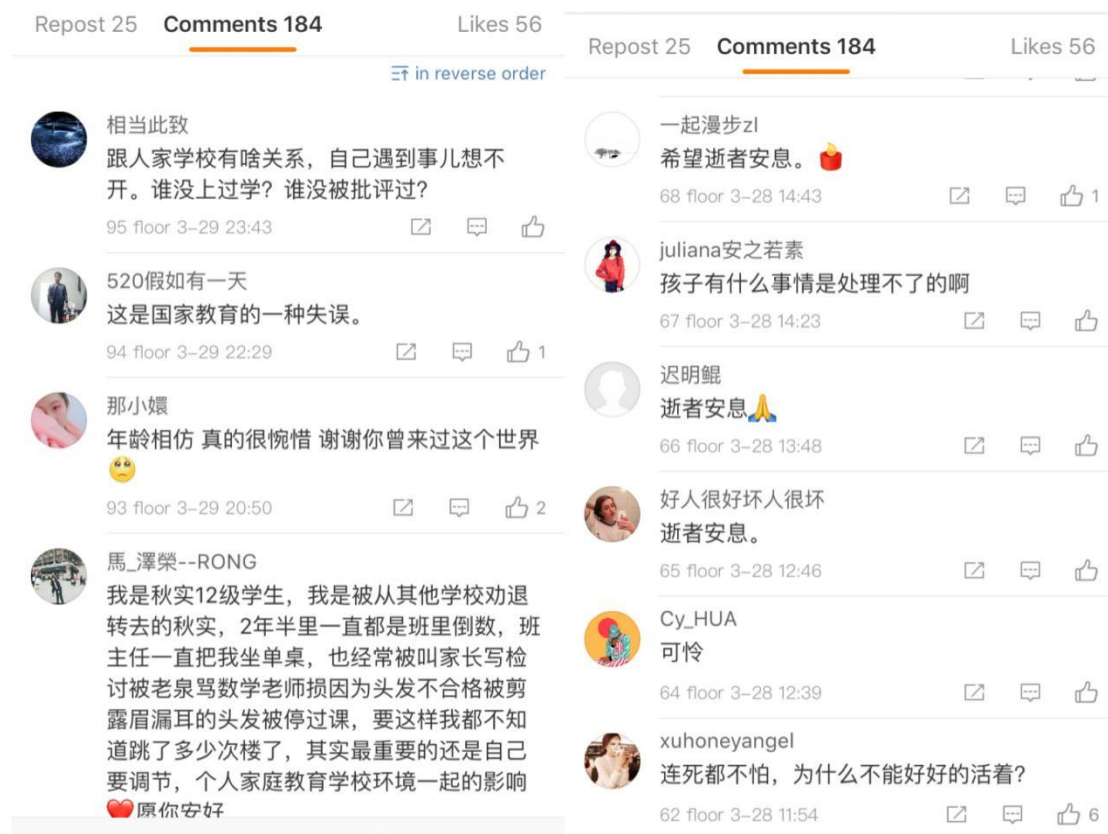 Repost 25 Comments 184 Likes 56
in reverse order
相当此致
跟人家学校有啥关系，自己遇到事儿想不
开。谁没上过学？谁没被批评过？
95 floor 3-29 23:43
520假如有一天
这是国家教育的一种失误。
94 floor 3-29 22:29 1
那小嬛
年龄相仿 真的很惋惜 谢谢你曾来过这个世界
🥺
93 floor 3-29 20:50 2
馬_澤榮--RONG
我是秋实12级学生，我是被从其他学校劝退
转去的秋实，2年半里一直都是班里倒数，班
主任一直把我坐单桌，也经常被叫家长写检
讨被老泉骂数学老师损因为头发不合格被剪
露眉漏耳的头发被停过课，要这样我都不知
道跳了多少次楼了，其实最重要的还是自己
要调节，个人家庭教育学校环境一起的影响
❤️愿你安好
Repost 25 Comments 184 Likes 56
一起漫步zl
希望逝者安息。🕯️
68 floor 3-28 14:43 1
juliana安之若素
孩子有什么事情是处理不了的啊
67 floor 3-28 14:23
迟明鲲
逝者安息🙏
66 floor 3-28 13:48
好人很好坏人很坏
逝者安息。
65 floor 3-28 12:46
Cy_HUA
可怜
64 floor 3-28 12:39
xuhoneyangel
连死都不怕，为什么不能好好的活着？
62 floor 3-28 11:54 6